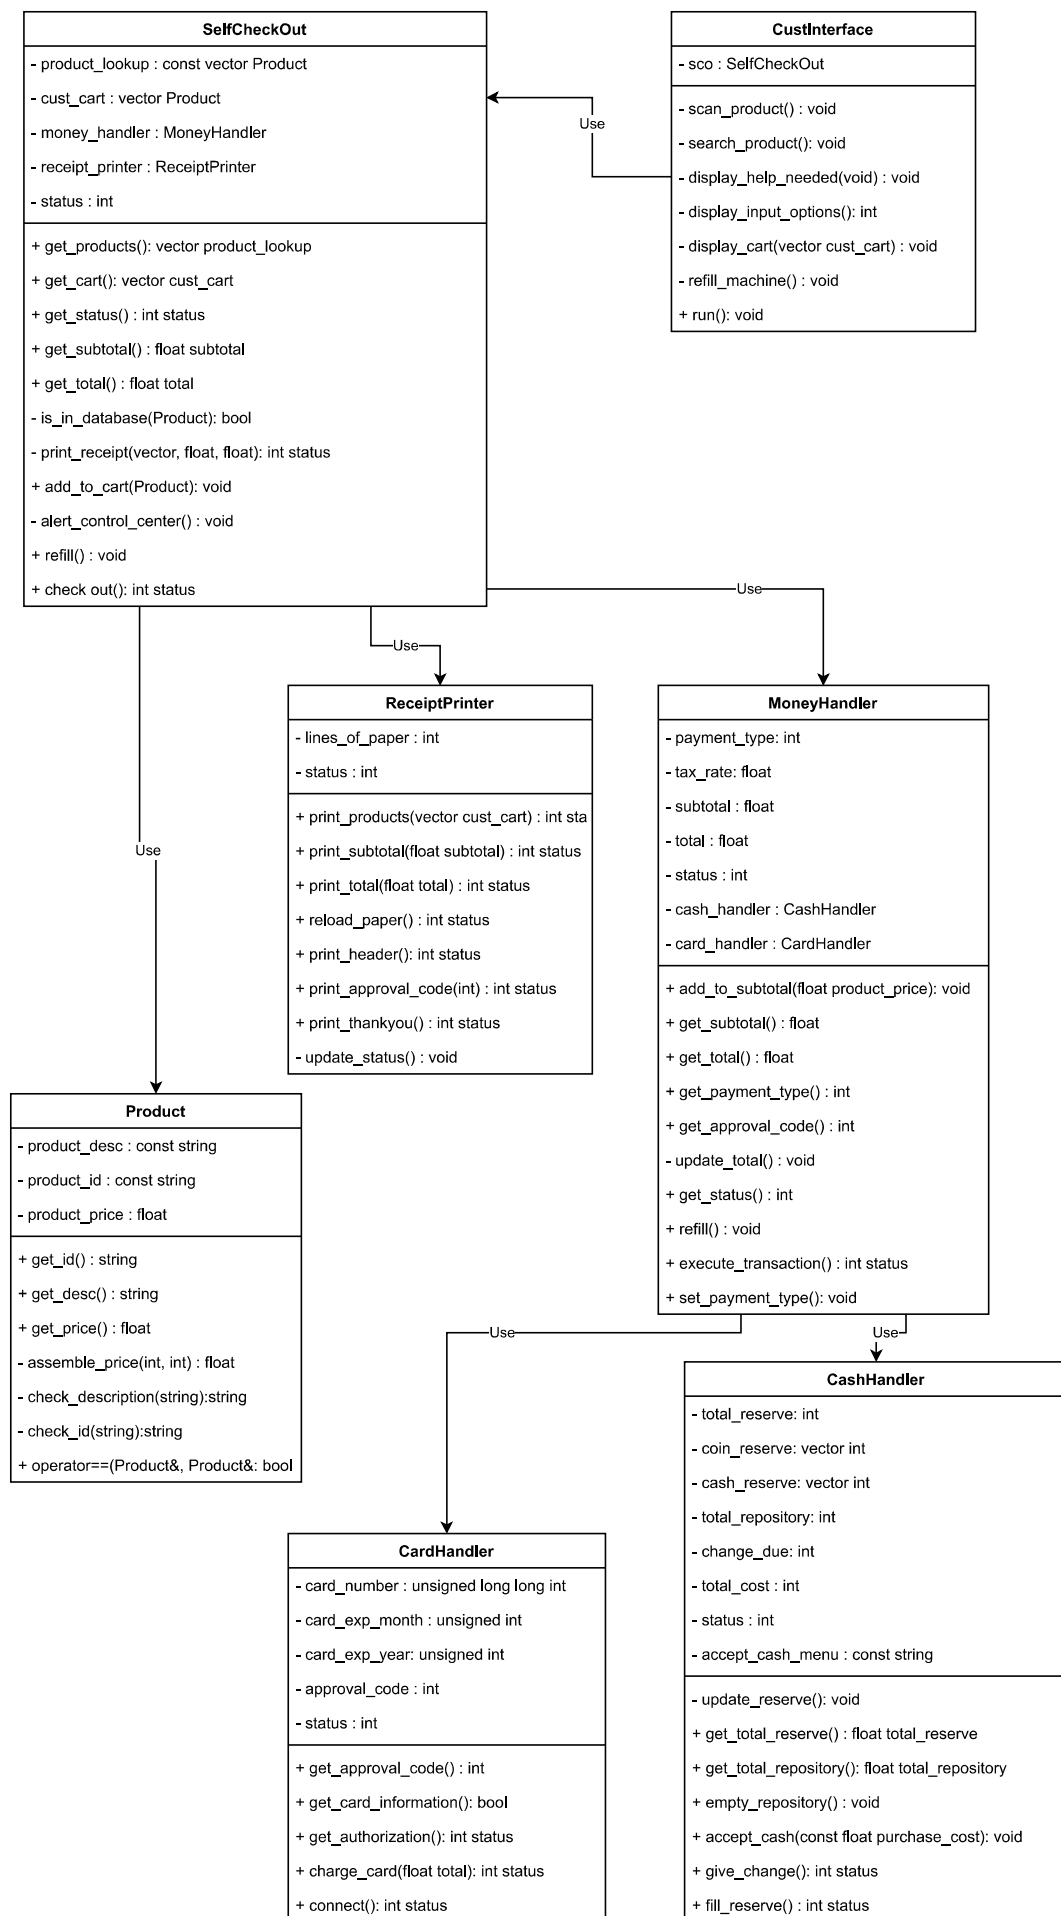 SelfCheckOut
- product_lookup : const vector Product
- cust_cart : vector Product
- money_handler : MoneyHandler
- receipt_printer : ReceiptPrinter
- status : int
+ get_products(): vector product_lookup
+ get_cart(): vector cust_cart
+ get_status() : int status
+ get_subtotal() : float subtotal
+ get_total() : float total
- is_in_database(Product): bool
- print_receipt(vector, float, float): int status
+ add_to_cart(Product): void
- alert_control_center() : void
+ refill() : void
+ check out(): int status
CustInterface
- sco : SelfCheckOut
- scan_product() : void
- search_product(): void
- display_help_needed(void) : void
- display_input_options(): int
- display_cart(vector cust_cart) : void
- refill_machine() : void
+ run(): void
Use
Use
Use
Use
ReceiptPrinter
- lines_of_paper : int
- status : int
+ print_products(vector cust_cart) : int sta
+ print_subtotal(float subtotal) : int status
+ print_total(float total) : int status
+ reload_paper() : int status
+ print_header(): int status
+ print_approval_code(int) : int status
+ print_thankyou() : int status
- update_status() : void
MoneyHandler
- payment_type: int
- tax_rate: float
- subtotal : float
- total : float
- status : int
- cash_handler : CashHandler
- card_handler : CardHandler
+ add_to_subtotal(float product_price): void
+ get_subtotal() : float
+ get_total() : float
+ get_payment_type() : int
+ get_approval_code() : int
- update_total() : void
+ get_status() : int
+ refill() : void
+ execute_transaction() : int status
+ set_payment_type(): void
Product
- product_desc : const string
- product_id : const string
- product_price : float
+ get_id() : string
+ get_desc() : string
+ get_price() : float
- assemble_price(int, int) : float
- check_description(string):string
- check_id(string):string
+ operator==(Product&, Product&: bool
Use
Use
CardHandler
- card_number : unsigned long long int
- card_exp_month : unsigned int
- card_exp_year: unsigned int
- approval_code : int
- status : int
+ get_approval_code() : int
+ get_card_information(): bool
+ get_authorization(): int status
+ charge_card(float total): int status
+ connect(): int status
CashHandler
- total_reserve: int
- coin_reserve: vector int
- cash_reserve: vector int
- total_repository: int
- change_due: int
- total_cost : int
- status : int
- accept_cash_menu : const string
- update_reserve(): void
+ get_total_reserve() : float total_reserve
+ get_total_repository(): float total_repository
+ empty_repository() : void
+ accept_cash(const float purchase_cost): void
+ give_change(): int status
+ fill_reserve() : int status